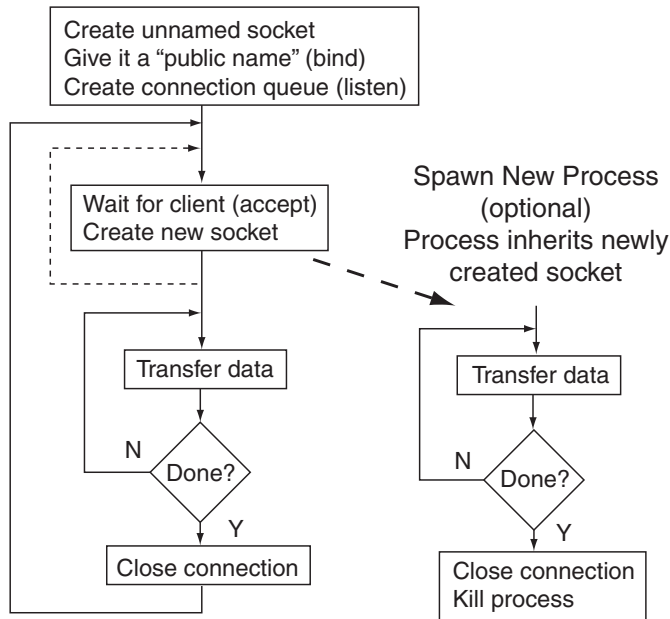 Create unnamed socket
Give it a “public name” (bind)
Create connection queue (listen)
Wait for client (accept)
Create new socket
Transfer data
N
Done?
Y
Close connection
Spawn New Process
(optional)
Process inherits newly
created socket
Transfer data
N
Done?
Y
Close connection
Kill process